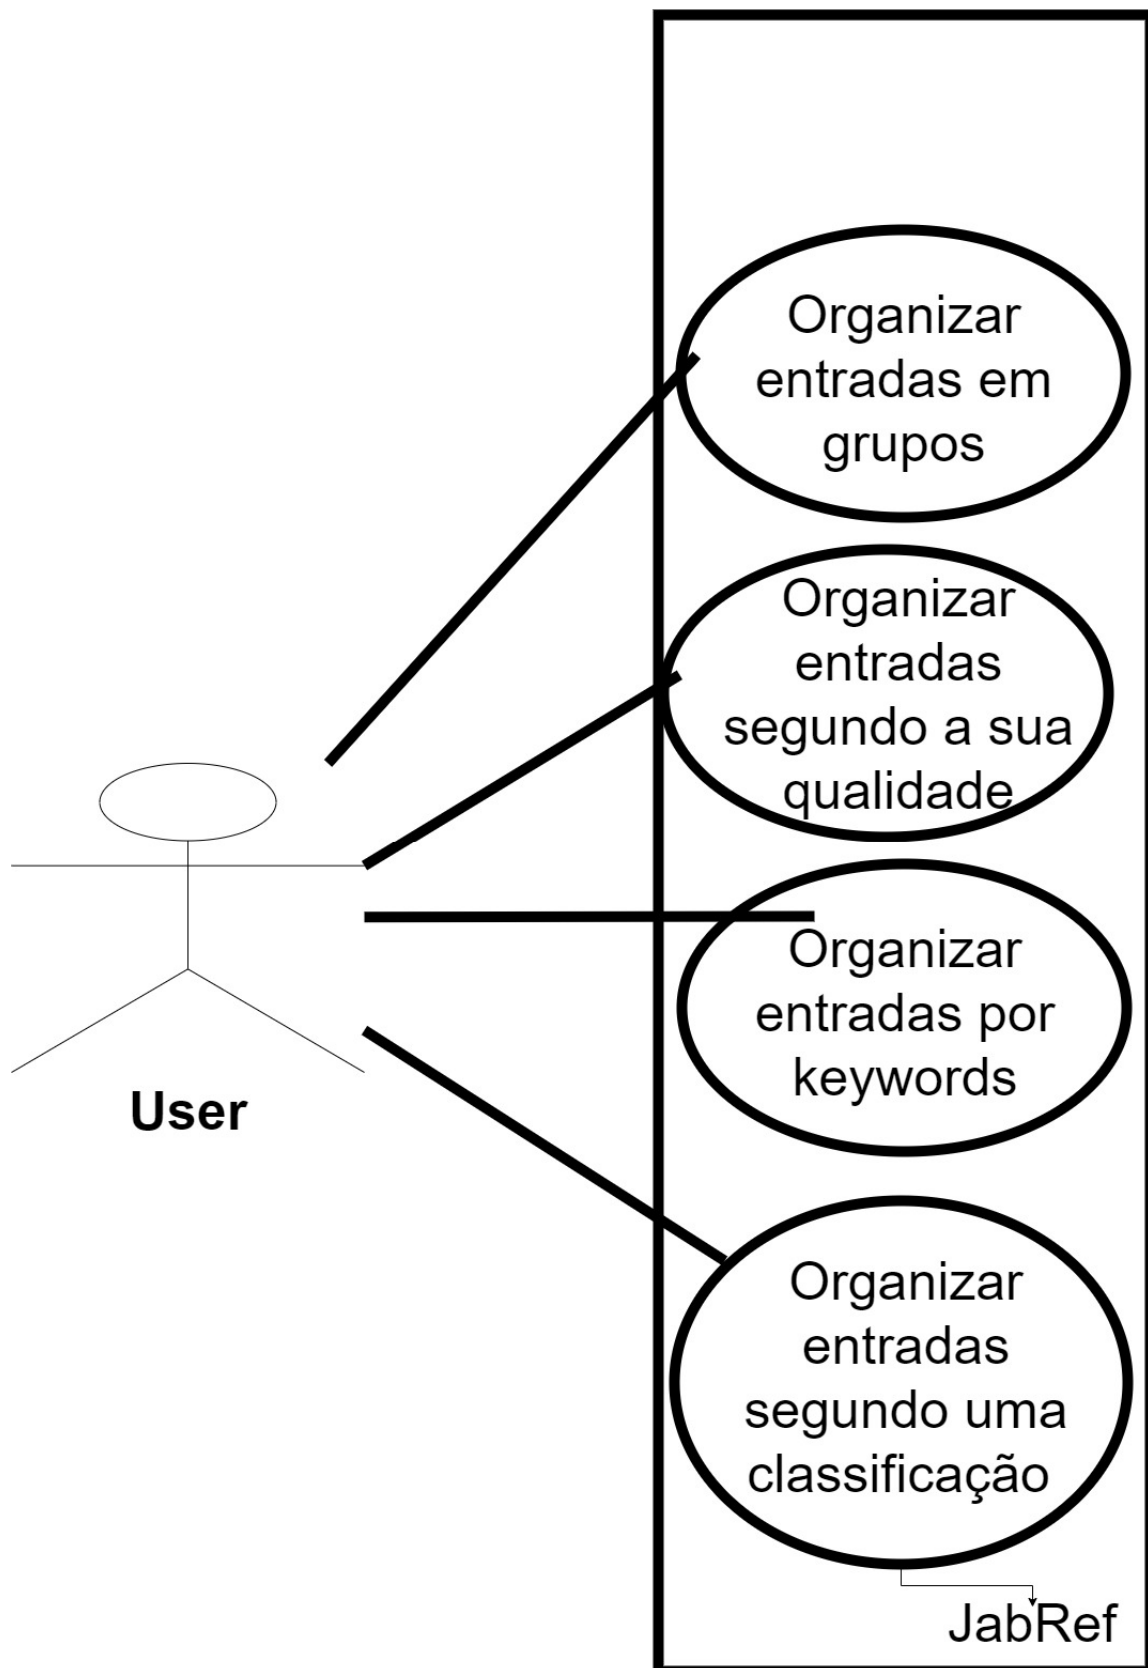 Organizar
entradas em
grupos
Organizar
entradas
segundo a sua
qualidade
Organizar
entradas por
keywords
User
Organizar
entradas
segundo uma
classificação
JabRef